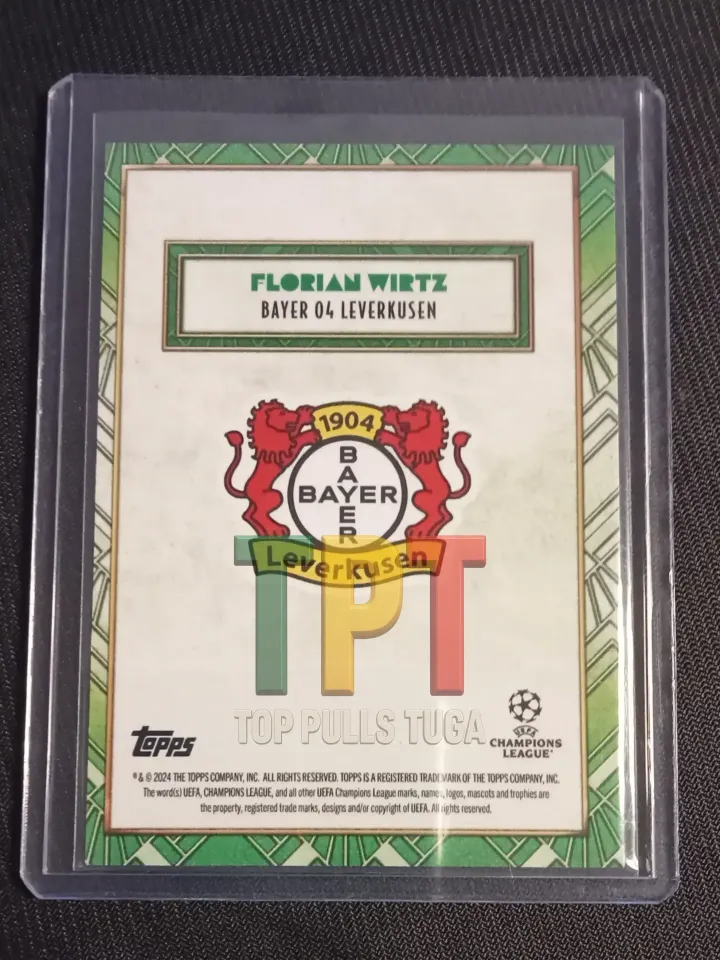 FLORIAN WIRTZ
BAYER 04 LEVERKUSEN
1904
BAYER
BAYER
Leverkusen
TPT
TOP PULLS TUGA
topps
UEFA
CHAMPIONS
LEAGUE®
®& © 2024 THE TOPPS COMPANY, INC. ALL RIGHTS RESERVED. TOPPS IS A REGISTERED TRADEMARK OF THE TOPPS COMPANY, INC.
The word(s) UEFA, CHAMPIONS LEAGUE, and all other UEFA Champions League marks, names, logos, mascots and trophies are
the property, registered trade marks, designs and/or copyright of UEFA. All rights reserved.